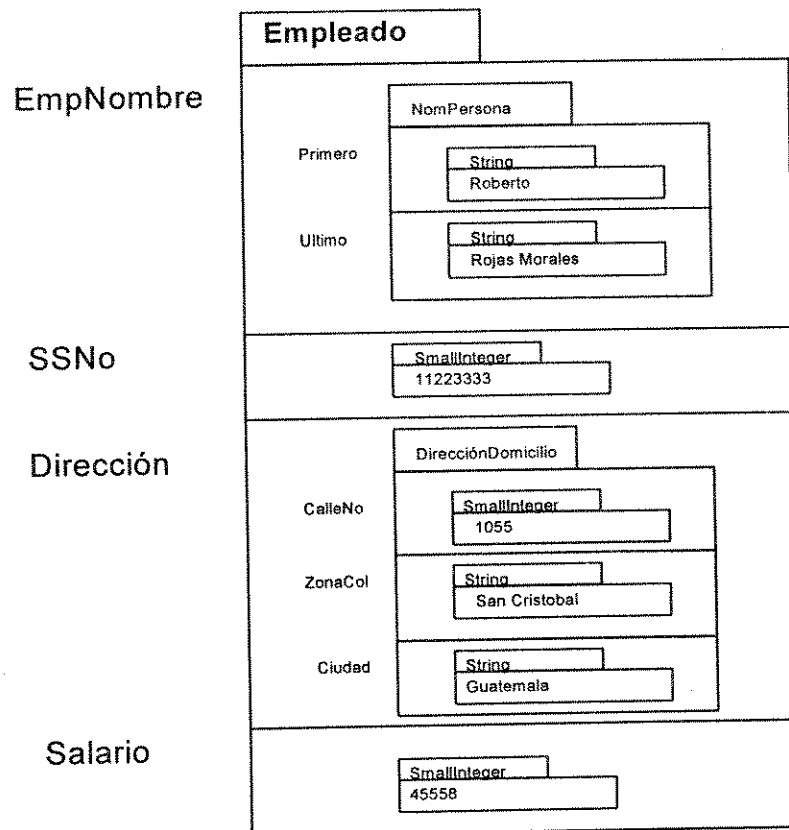 Empleado
EmpNombre
NomPersona
Primero
String
Roberto
Ultimo
String
Rojas Morales
SSNo
SmallInteger
11223333
Dirección
DirecciónDomicilio
CalleNo
SmallInteger
1055
ZonaCol
String
San Cristobal
Ciudad
String
Guatemala
Salario
SmallInteger
45558